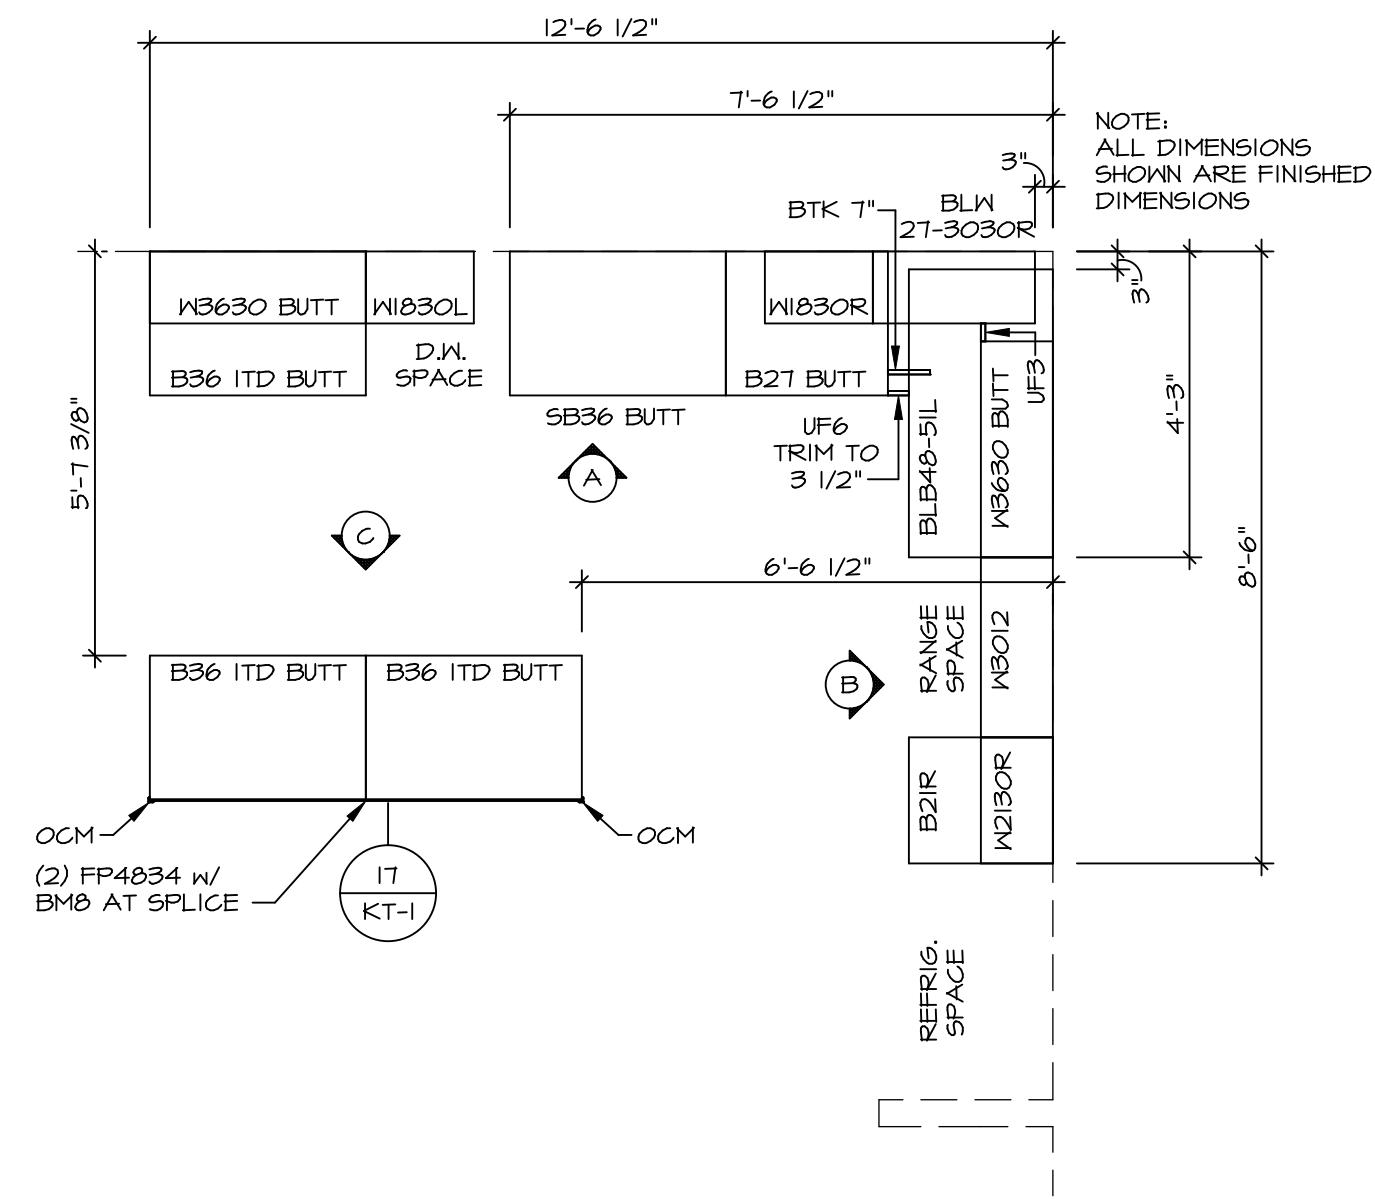 12'-6 1/2"
7'-6 1/2"
NOTE:
ALL DIMENSIONS
SHOWN ARE FINISHED
DIMENSIONS
3"
BTK 7"
BLW
27-3030R
3"
W3630 BUTT
W1830L
W1830R
D.W.
SPACE
B36 1TD BUTT
B27 BUTT
UF3
SB36 BUTT
UF6
TRIM TO
3 1/2"
BLB48-51L
W3630 BUTT
4'-3"
5'-7 3/8"
A
C
8'-6"
6'-6 1/2"
RANGE
SPACE
W3012
B36 1TD BUTT
B36 1TD BUTT
B
B21R
W2130R
OCM
OCM
(2) FP4834 w/
BM8 AT SPLICE
17
KT-1
REFRIG.
SPACE